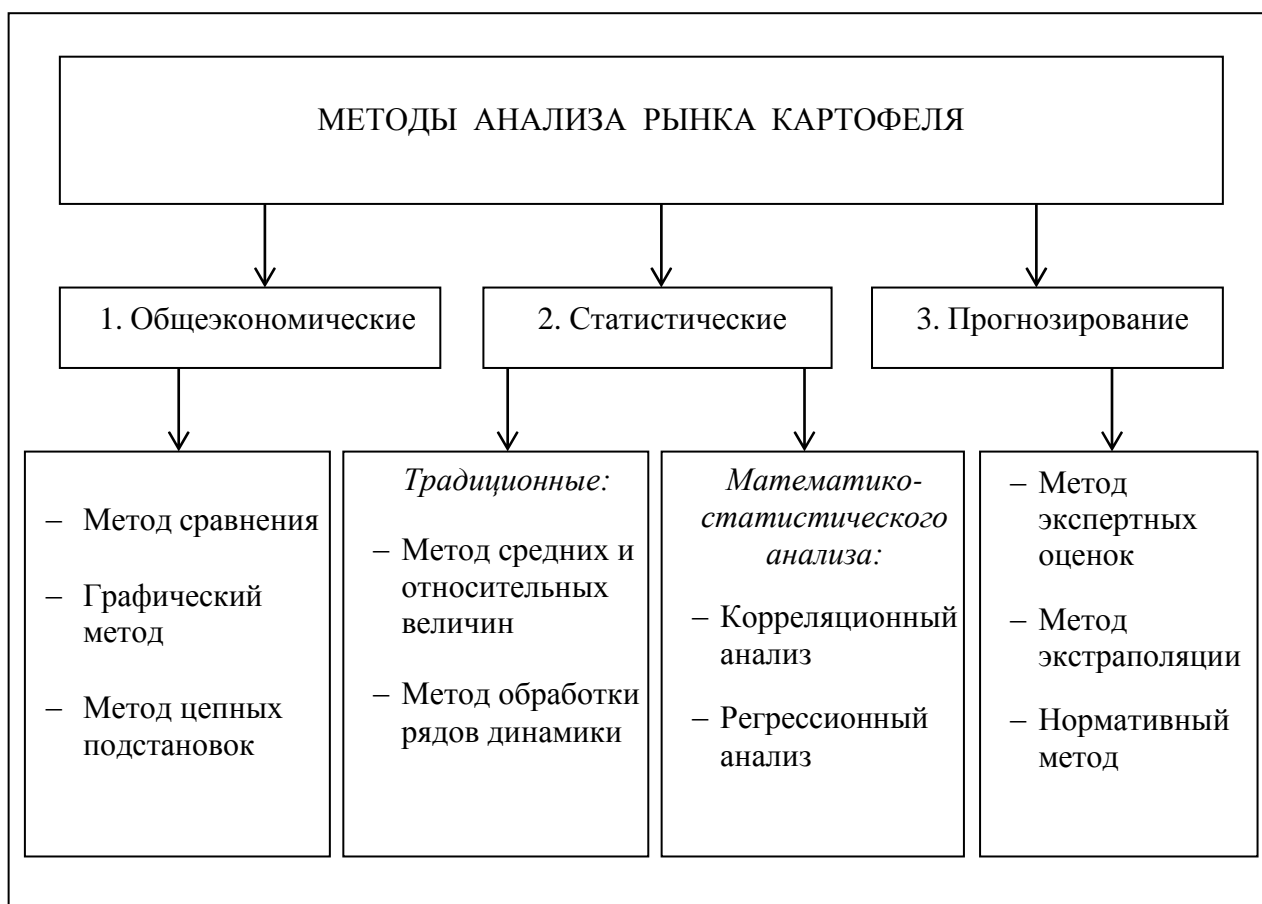 МЕТОДЫ АНАЛИЗА РЫНКА КАРТОФЕЛЯ
1. Общеэкономические
2. Статистические
3. Прогнозирование
– Метод сравнения
– Графический
метод
– Метод цепных
подстановок
Традиционные:
– Метод средних и
относительных
величин
– Метод обработки
рядов динамики
Математико-
статистического
анализа:
– Корреляционный
анализ
– Регрессионный
анализ
– Метод
экспертных
оценок
– Метод
экстраполяции
– Нормативный
метод